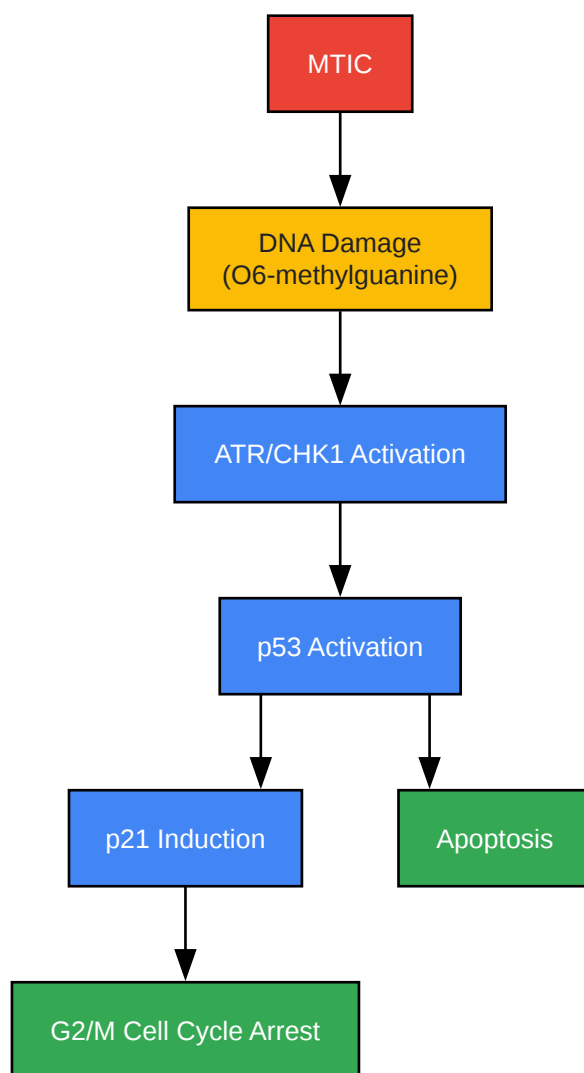 MTIC
DNA Damage
(O6-methylguanine)
ATR/CHK1 Activation
p53 Activation
p21 Induction
Apoptosis
G2/M Cell Cycle Arrest